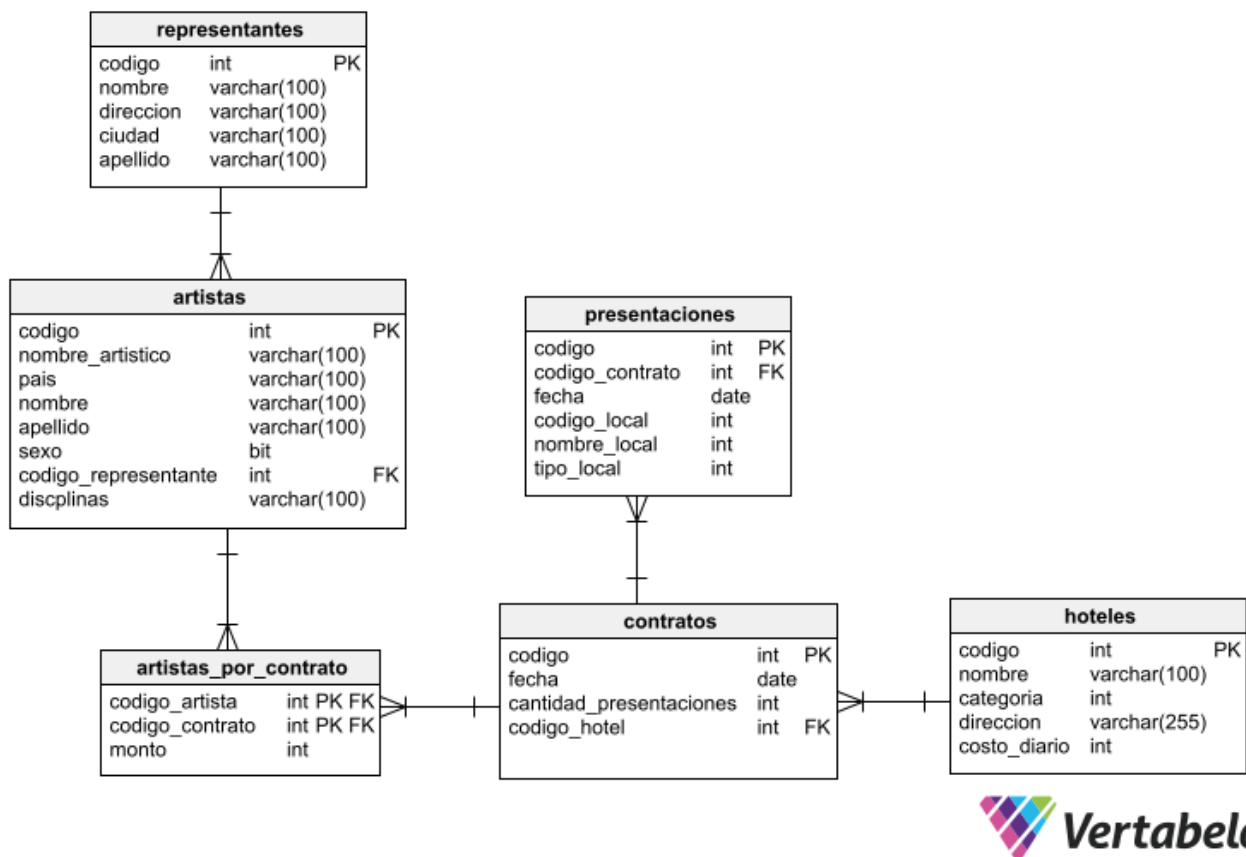 representantes
codigo int PK
nombre varchar(100)
direccion varchar(100)
ciudad varchar(100)
apellido varchar(100)
artistas
codigo int PK
nombre_artistico varchar(100)
pais varchar(100)
nombre varchar(100)
apellido varchar(100)
sexo bit
codigo_representante int FK
discplinas varchar(100)
presentaciones
codigo int PK
codigo_contrato int FK
fecha date
codigo_local int
nombre_local int
tipo_local int
artistas_por_contrato
codigo_artista int PK FK
codigo_contrato int PK FK
monto int
contratos
codigo int PK
fecha date
cantidad_presentaciones int
codigo_hotel int FK
hoteles
codigo int PK
nombre varchar(100)
categoria int
direccion varchar(255)
costo_diario int
Vertabelo